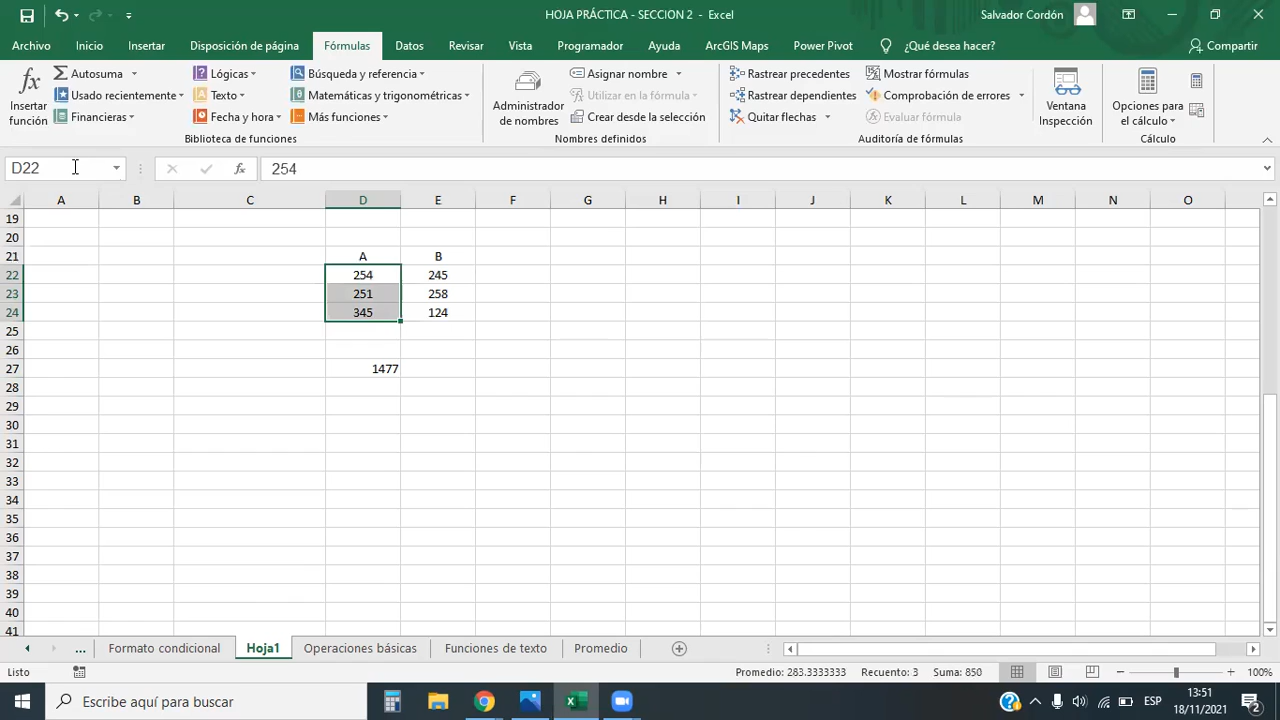 HOJA PRÁCTICA - SECCION 2 - Excel
Salvador Cordón
Archivo Inicio Insertar Disposición de página Fórmulas Datos Revisar Vista Programador Ayuda ArcGIS Maps Power Pivot ¿Qué desea hacer? Compartir
fx Insertar función
Autosuma
Usado recientemente
Financieras
Lógicas
Texto
Fecha y hora
Búsqueda y referencia
Matemáticas y trigonométricas
Más funciones
Biblioteca de funciones
Administrador de nombres
Asignar nombre
Utilizar en la fórmula
Crear desde la selección
Nombres definidos
Rastrear precedentes
Rastrear dependientes
Quitar flechas
Mostrar fórmulas
Comprobación de errores
Evaluar fórmula
Auditoría de fórmulas
Ventana Inspección
Opciones para el cálculo
Cálculo
D22 fx 254
A B C D E F G H I J K L M N O
19
20
21 A B
22 254 245
23 251 258
24 345 124
25
26
27 1477
28
29
30
31
32
33
34
35
36
37
38
39
40
41
... Formato condicional Hoja1 Operaciones básicas Funciones de texto Promedio
Listo Promedio: 283.3333333 Recuento: 3 Suma: 850 100%
Escribe aquí para buscar ESP 13:51
18/11/2021 2